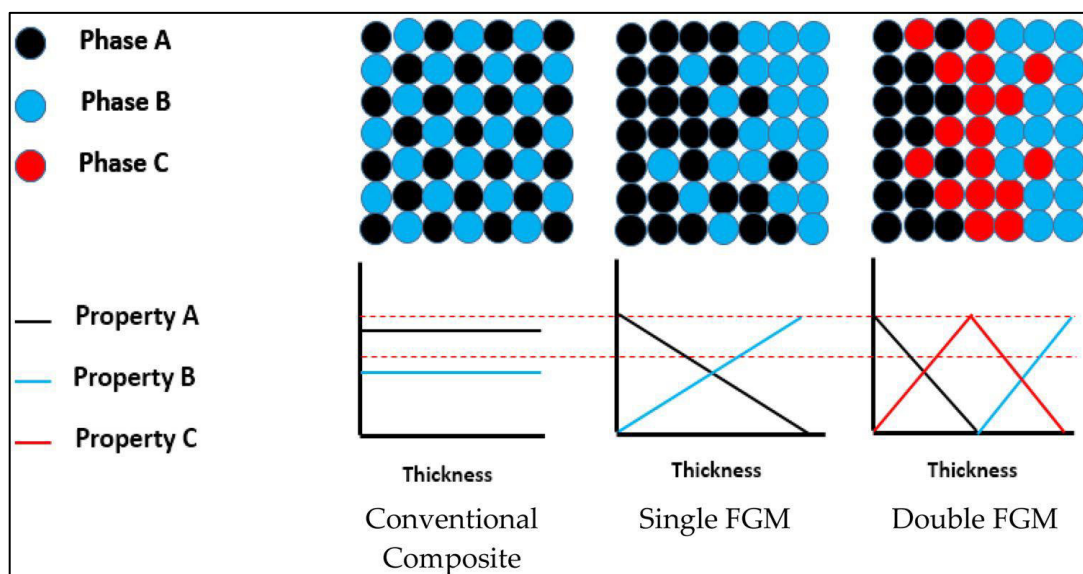 Phase A
Phase B
Phase C
Property A
Property B
Property C
Thickness
Thickness
Thickness
Conventional
Composite
Single FGM
Double FGM